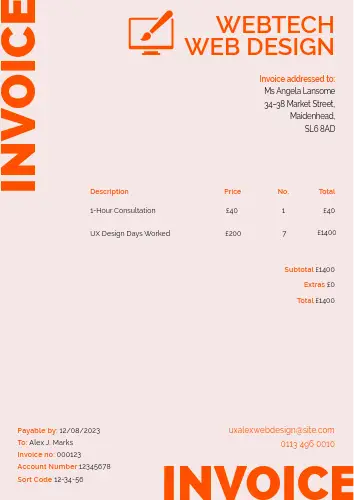 INVOICE
WEBTECH
WEB DESIGN
Invoice addressed to:
Ms Angela Lansome
34-38 Market Street,
Maidenhead,
SL6 8AD
Description Price No. Total
1-Hour Consultation £40 1 £40
UX Design Days Worked £200 7 £1400
Subtotal £1400
Extras £0
Total £1400
Payable by: 12/08/2023
To: Alex J. Marks
Invoice no: 000123
Account Number 12345678
Sort Code 12-34-56
uxalexwebdesign@site.com
0113 496 0010
INVOICE